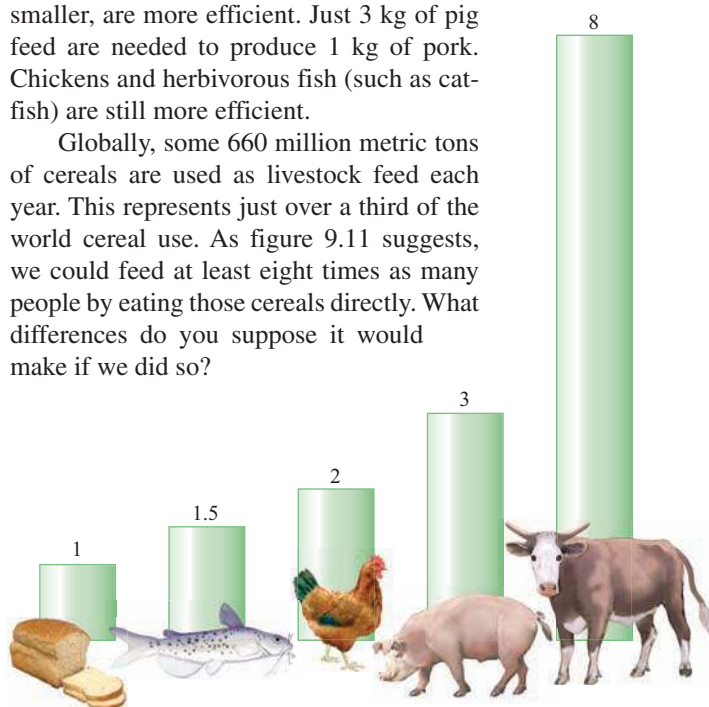 smaller, are more efficient. Just 3 kg of pig
feed are needed to produce 1 kg of pork.
Chickens and herbivorous fish (such as cat-
fish) are still more efficient.
Globally, some 660 million metric tons
of cereals are used as livestock feed each
year. This represents just over a third of the
world cereal use. As figure 9.11 suggests,
we could feed at least eight times as many
people by eating those cereals directly. What
differences do you suppose it would
make if we did so?
1
1.5
2
3
8